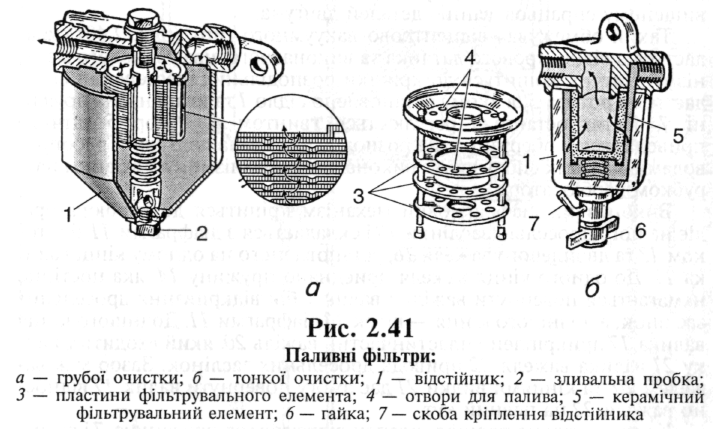 1
2
а
3
4
1
5
7
6
б
Рис. 2.41
Паливні фільтри:
а — грубої очистки; б — тонкої очистки; 1 — відстійник; 2 — зливальна пробка;
3 — пластини фільтрувального елемента; 4 — отвори для палива; 5 — керамічний
фільтрувальний елемент; 6 — гайка; 7 — скоба кріплення відстійника